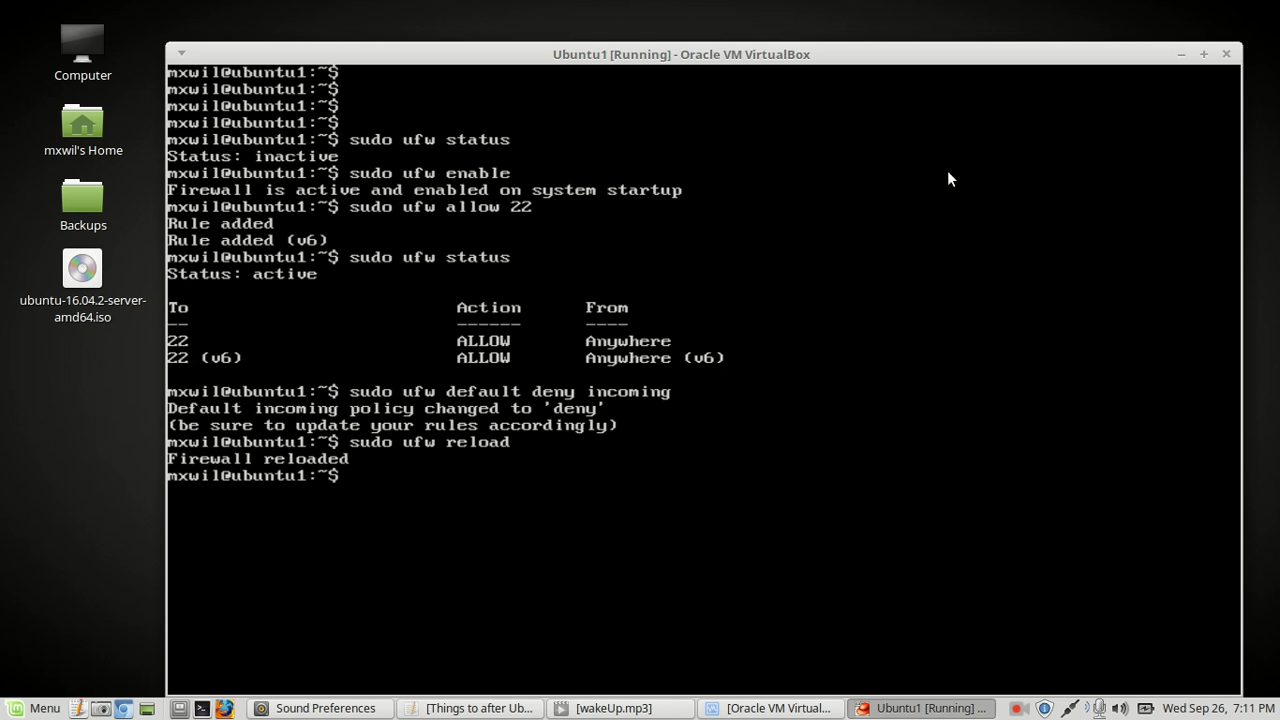 Computer
mxwil's Home
Backups
ubuntu-16.04.2-server-
amd64.iso
Ubuntu1 [Running] - Oracle VM VirtualBox
mxwil@ubuntu1:~$
mxwil@ubuntu1:~$
mxwil@ubuntu1:~$
mxwil@ubuntu1:~$
mxwil@ubuntu1:~$ sudo ufw status
Status: inactive
mxwil@ubuntu1:~$ sudo ufw enable
Firewall is active and enabled on system startup
mxwil@ubuntu1:~$ sudo ufw allow 22
Rule added
Rule added (v6)
mxwil@ubuntu1:~$ sudo ufw status
Status: active
To Action From
-- ------ ----
22 ALLOW Anywhere
22 (v6) ALLOW Anywhere (v6)
mxwil@ubuntu1:~$ sudo ufw default deny incoming
Default incoming policy changed to 'deny'
(be sure to update your rules accordingly)
mxwil@ubuntu1:~$ sudo ufw reload
Firewall reloaded
mxwil@ubuntu1:~$
Menu Sound Preferences [Things to after Ub... [wakeUp.mp3] [Oracle VM Virtual... Ubuntu1 [Running] ... Wed Sep 26, 7:11 PM